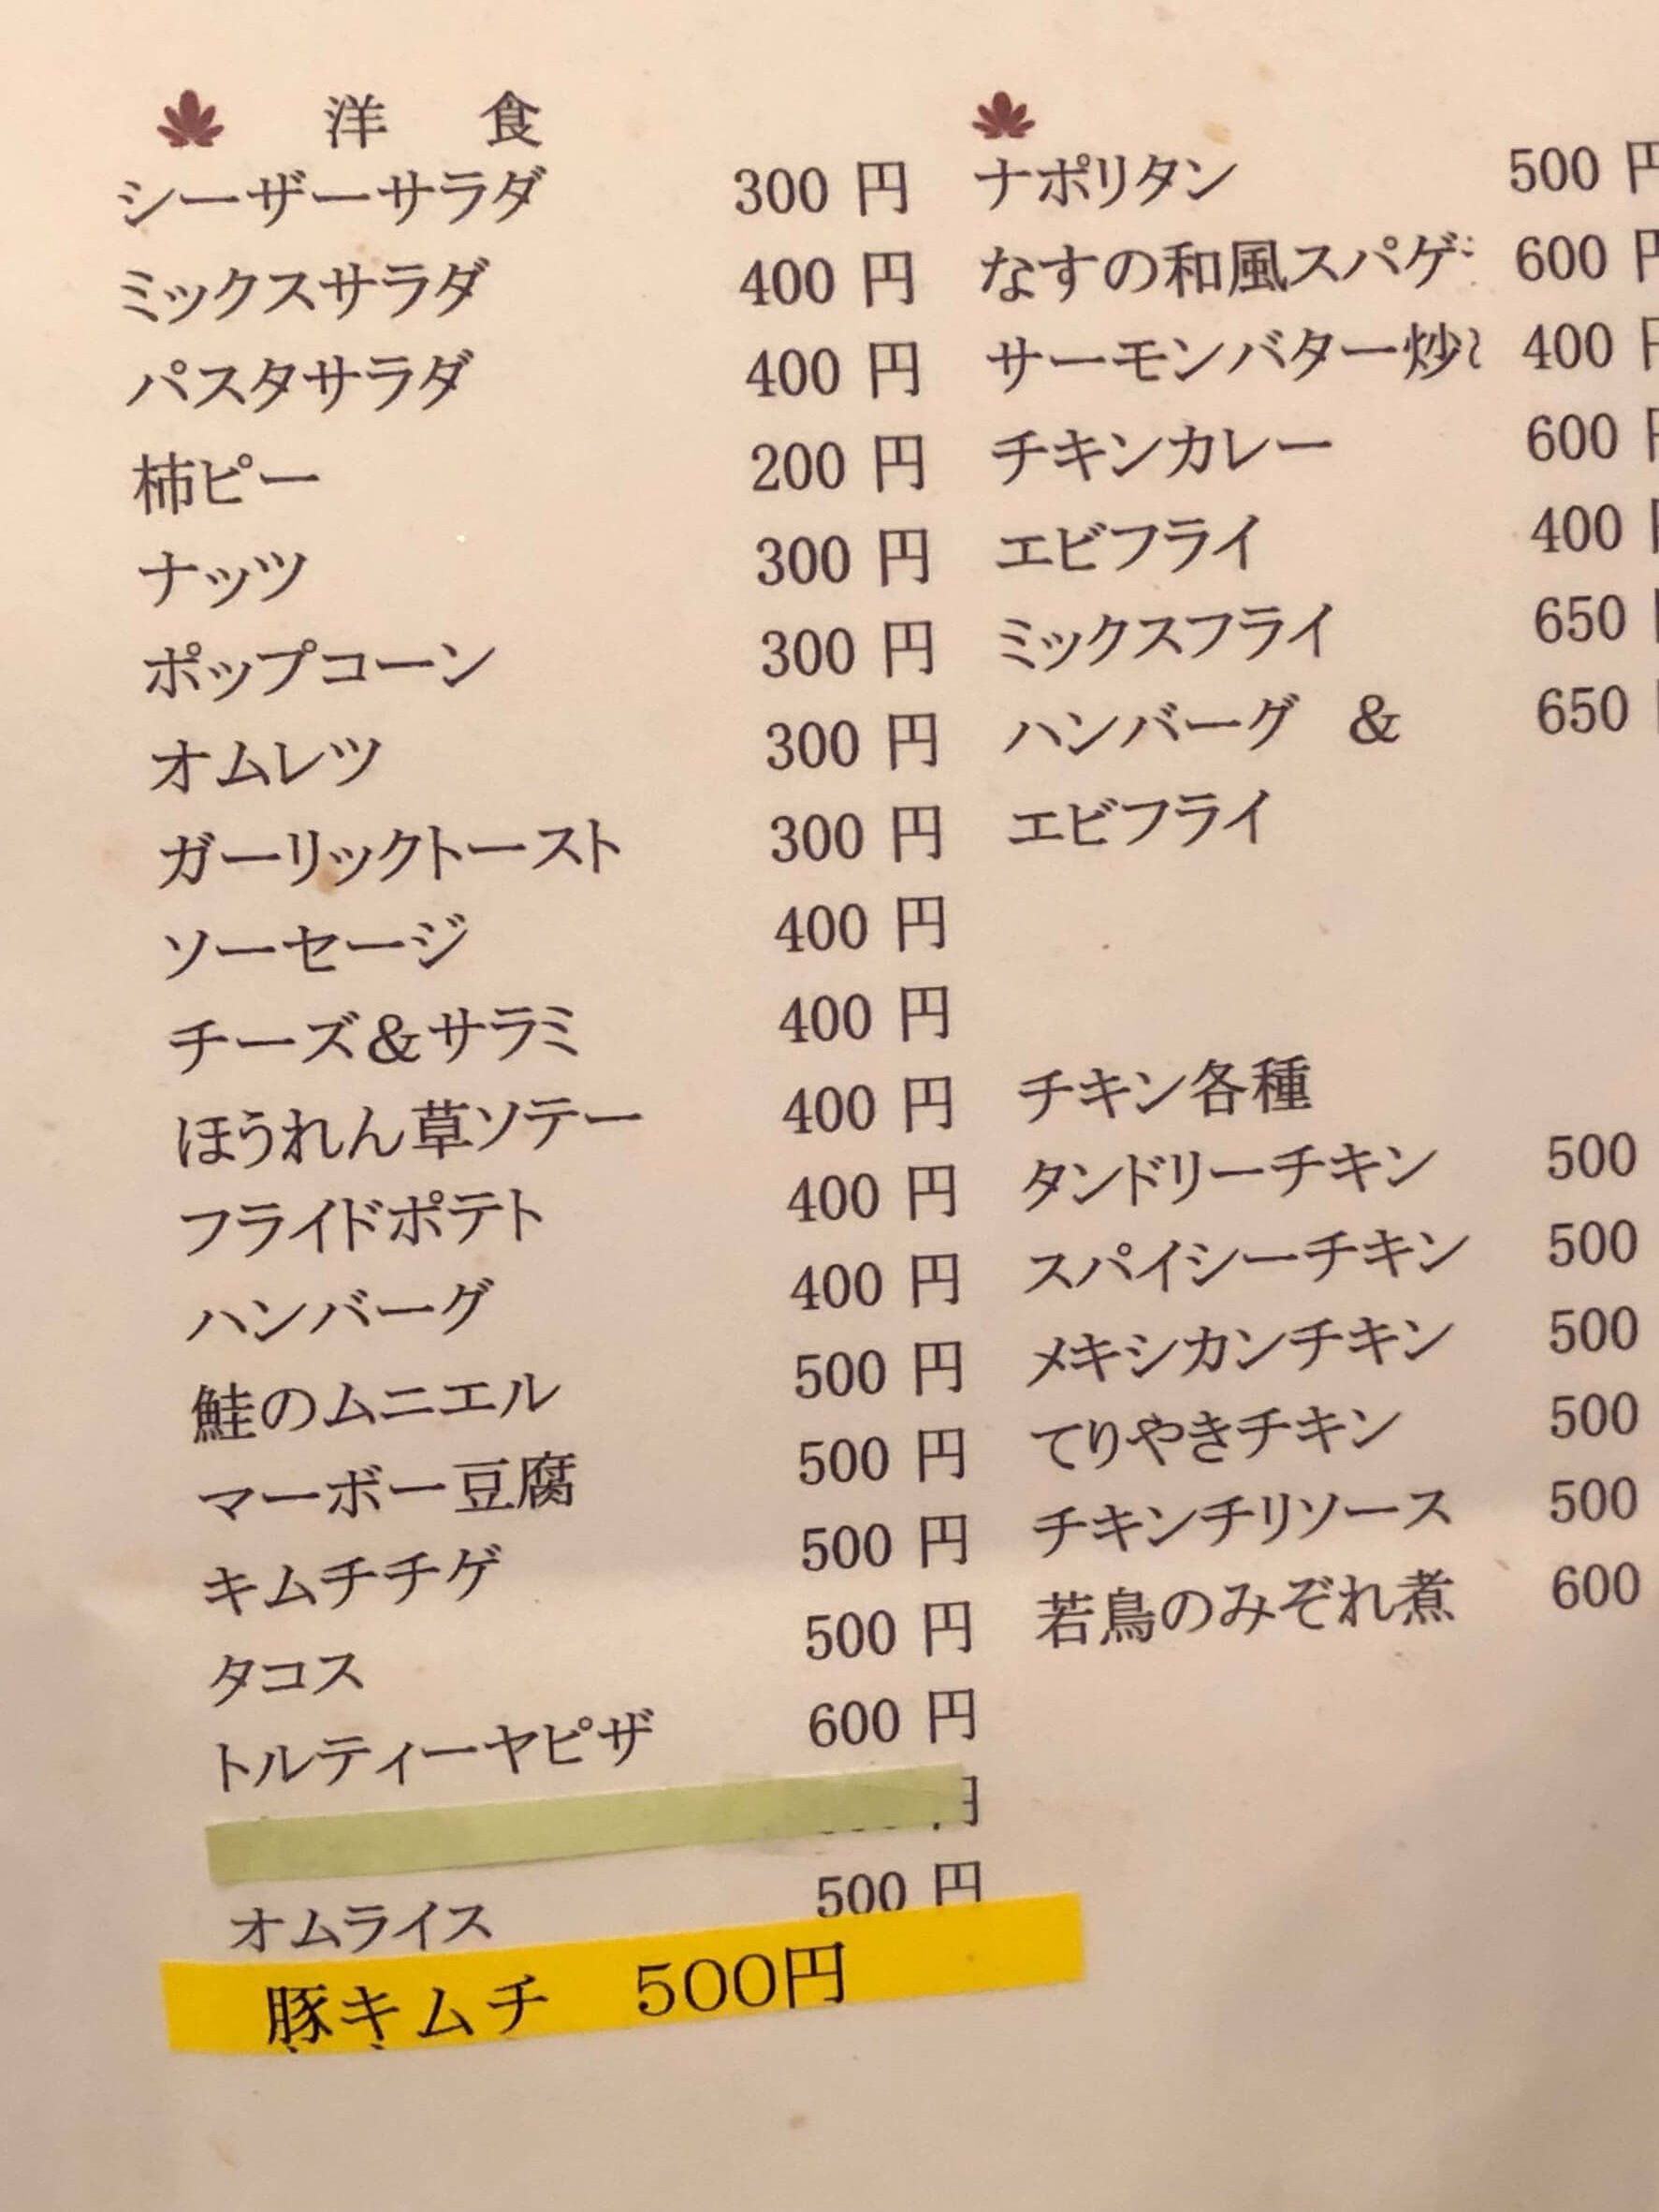 洋 食
シーザーサラダ 300 円
ミックスサラダ 400 円
パスタサラダ 400 円
柿ピー 200 円
ナッツ 300 円
ポップコーン 300 円
オムレツ 300 円
ガーリックトースト 300 円
ソーセージ 400 円
チーズ&サラミ 400 円
ほうれん草ソテー 400 円
フライドポテト 400 円
ハンバーグ 400 円
鮭のムニエル 500 円
マーボー豆腐 500 円
キムチチゲ 500 円
タコス 500 円
トルティーヤピザ 600 円
円
オムライス 500 円
豚キムチ 500円
ナポリタン 500 円
なすの和風スパゲ 600 円
サーモンバター炒 400 円
チキンカレー 600
エビフライ 400
ミックスフライ 650
ハンバーグ & 650
エビフライ
チキン各種
タンドリーチキン 500
スパイシーチキン 500
メキシカンチキン 500
てりやきチキン 500
チキンチリソース 500
若鳥のみぞれ煮 600